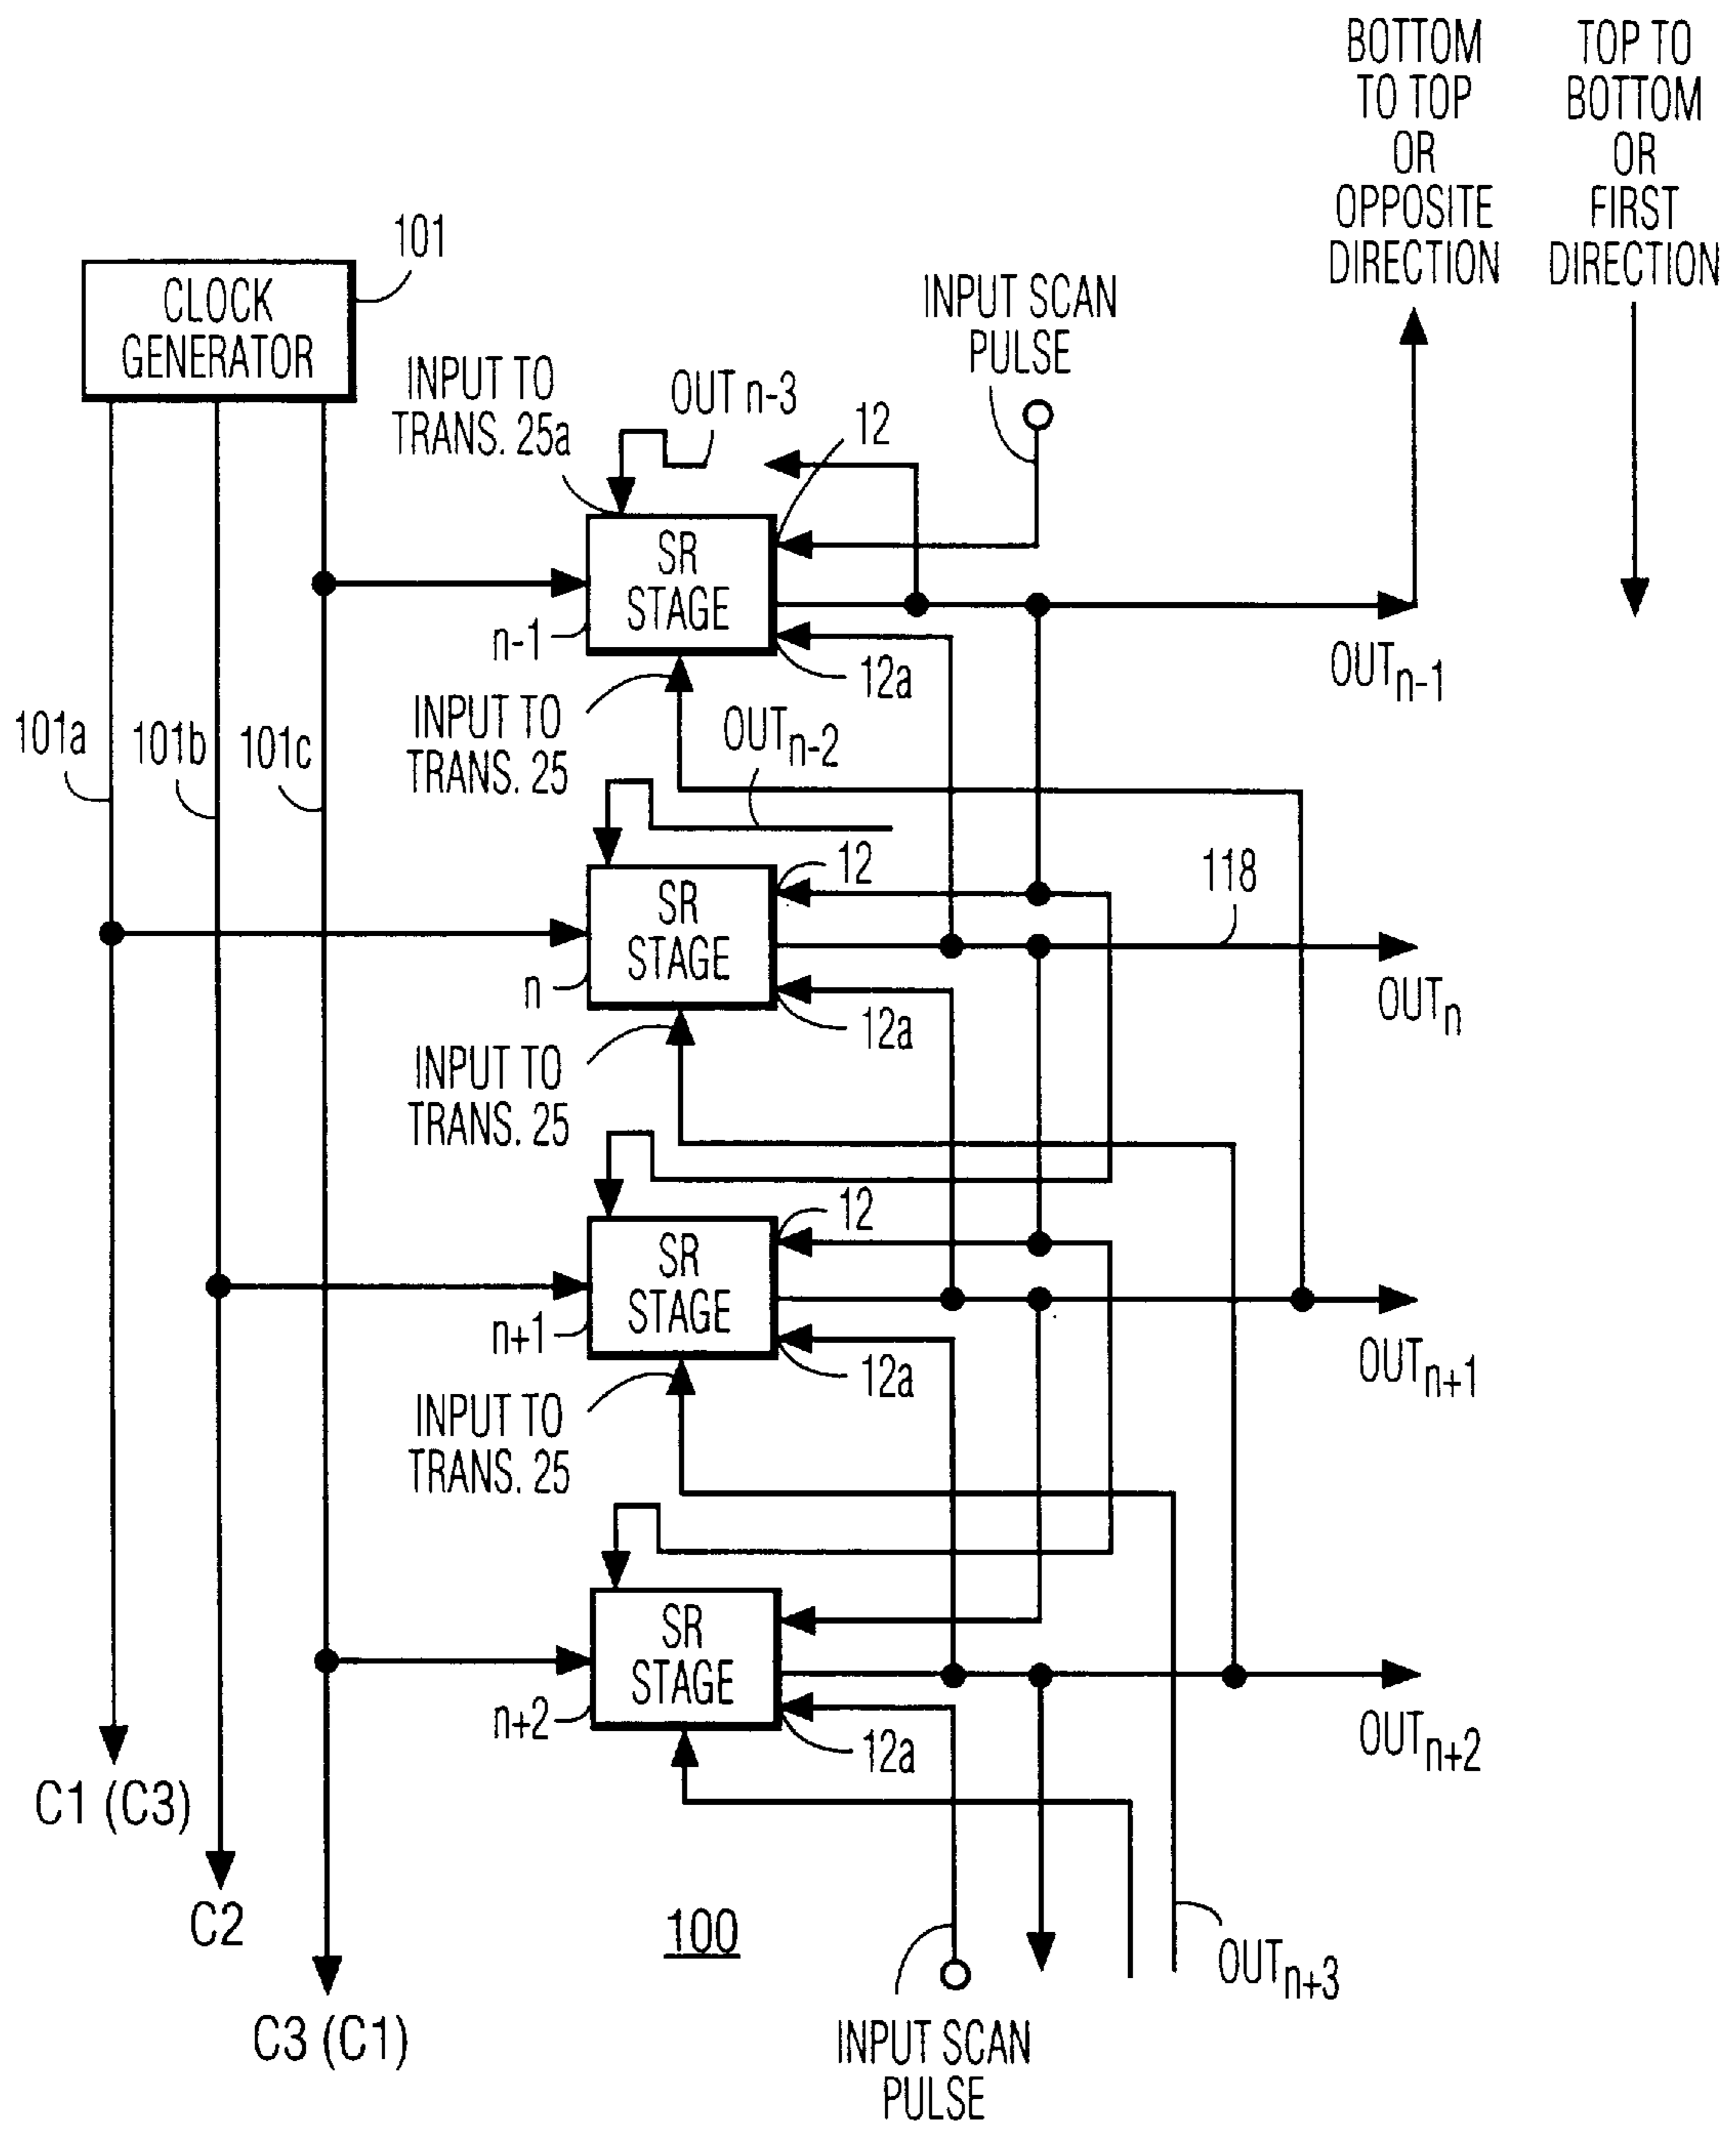 BOTTOM
TO TOP
OR
OPPOSITE
DIRECTION
TOP TO
BOTTOM
OR
FIRST
DIRECTION
101
CLOCK
GENERATOR
INPUT SCAN
PULSE
INPUT TO
TRANS. 25a
OUT n-3
12
SR
STAGE
n-1
12a
OUTn-1
INPUT TO
TRANS. 25
OUTn-2
101a
101b
101c
12
118
SR
STAGE
n
12a
OUTn
INPUT TO
TRANS. 25
12
SR
STAGE
n+1
12a
OUTn+1
INPUT TO
TRANS. 25
SR
STAGE
n+2
12a
OUTn+2
C1 (C3)
C2
C3 (C1)
100
OUTn+3
INPUT SCAN
PULSE